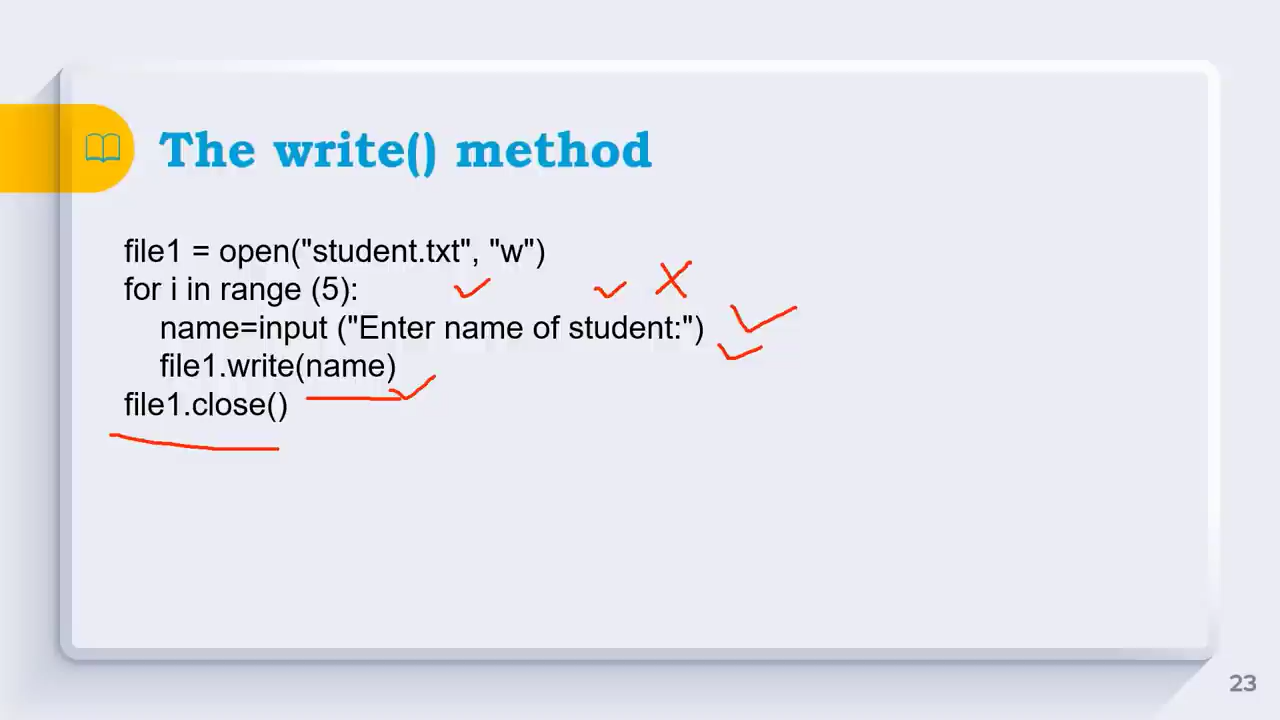 The write() method
file1 = open("student.txt", "w")
for i in range (5):
name=input ("Enter name of student:")
file1.write(name)
file1.close()
23